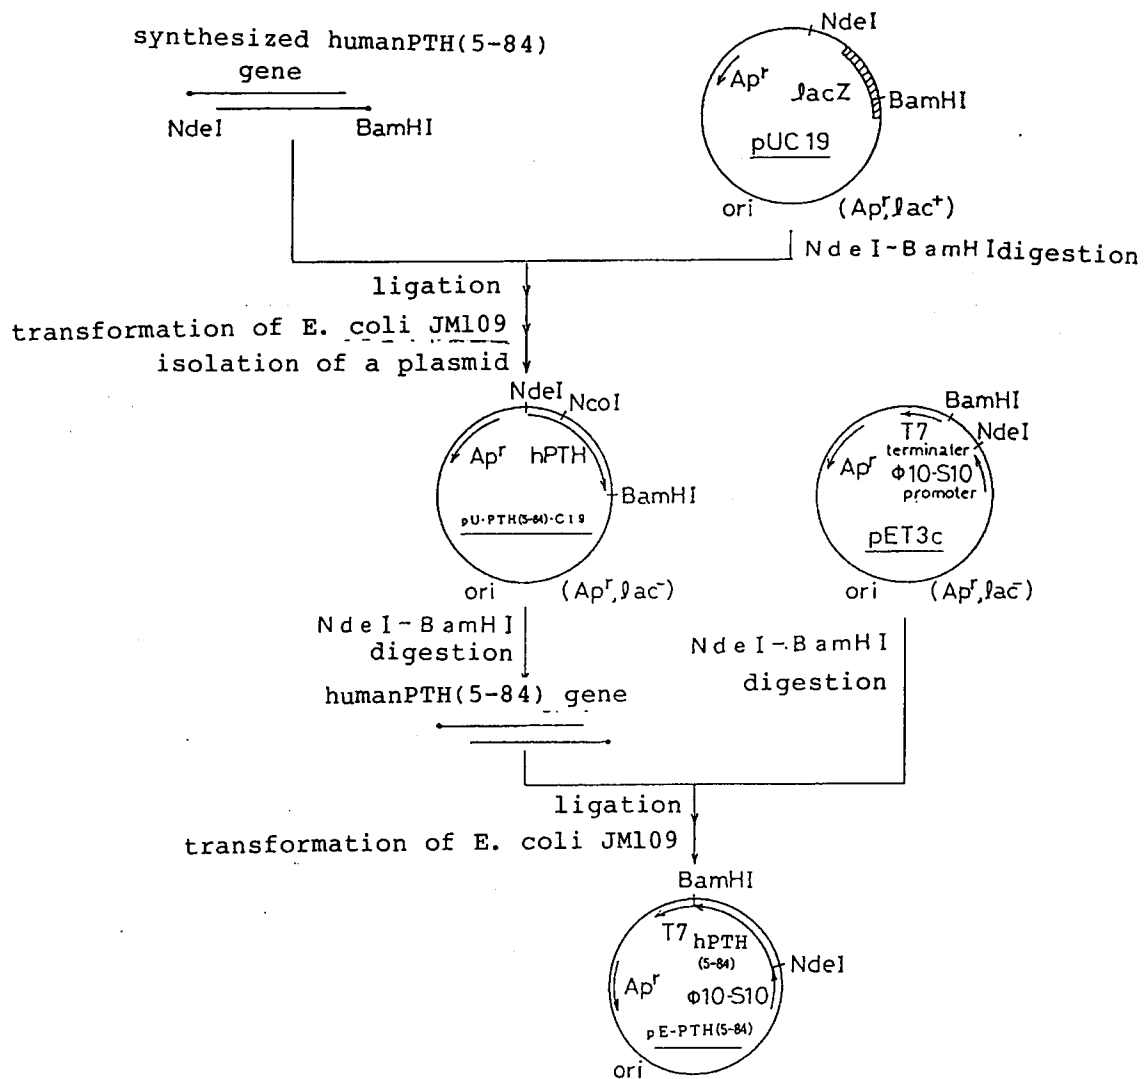 synthesized humanPTH(5-84)
gene
NdeI
BamHI
NdeI
Apʳ
lacZ
BamHI
pUC19
ori
(Apʳ,lac⁺)
NdeI-BamHIdigestion
ligation
transformation of E. coli JM109
isolation of a plasmid
NdeI
NcoI
Apʳ
hPTH
BamHI
pU·PTH(5-84)·C19
ori
(Apʳ,lac⁻)
BamHI
NdeI
T7
terminater
Apʳ
Φ10-S10
promoter
pET3c
ori
(Apʳ,lac⁻)
NdeI-BamHI
digestion
NdeI-BamHI
digestion
humanPTH(5-84) gene
ligation
transformation of E. coli JM109
BamHI
T7
hPTH
(5-84)
NdeI
Apʳ
Φ10-S10
pE-PTH(5-84)
ori